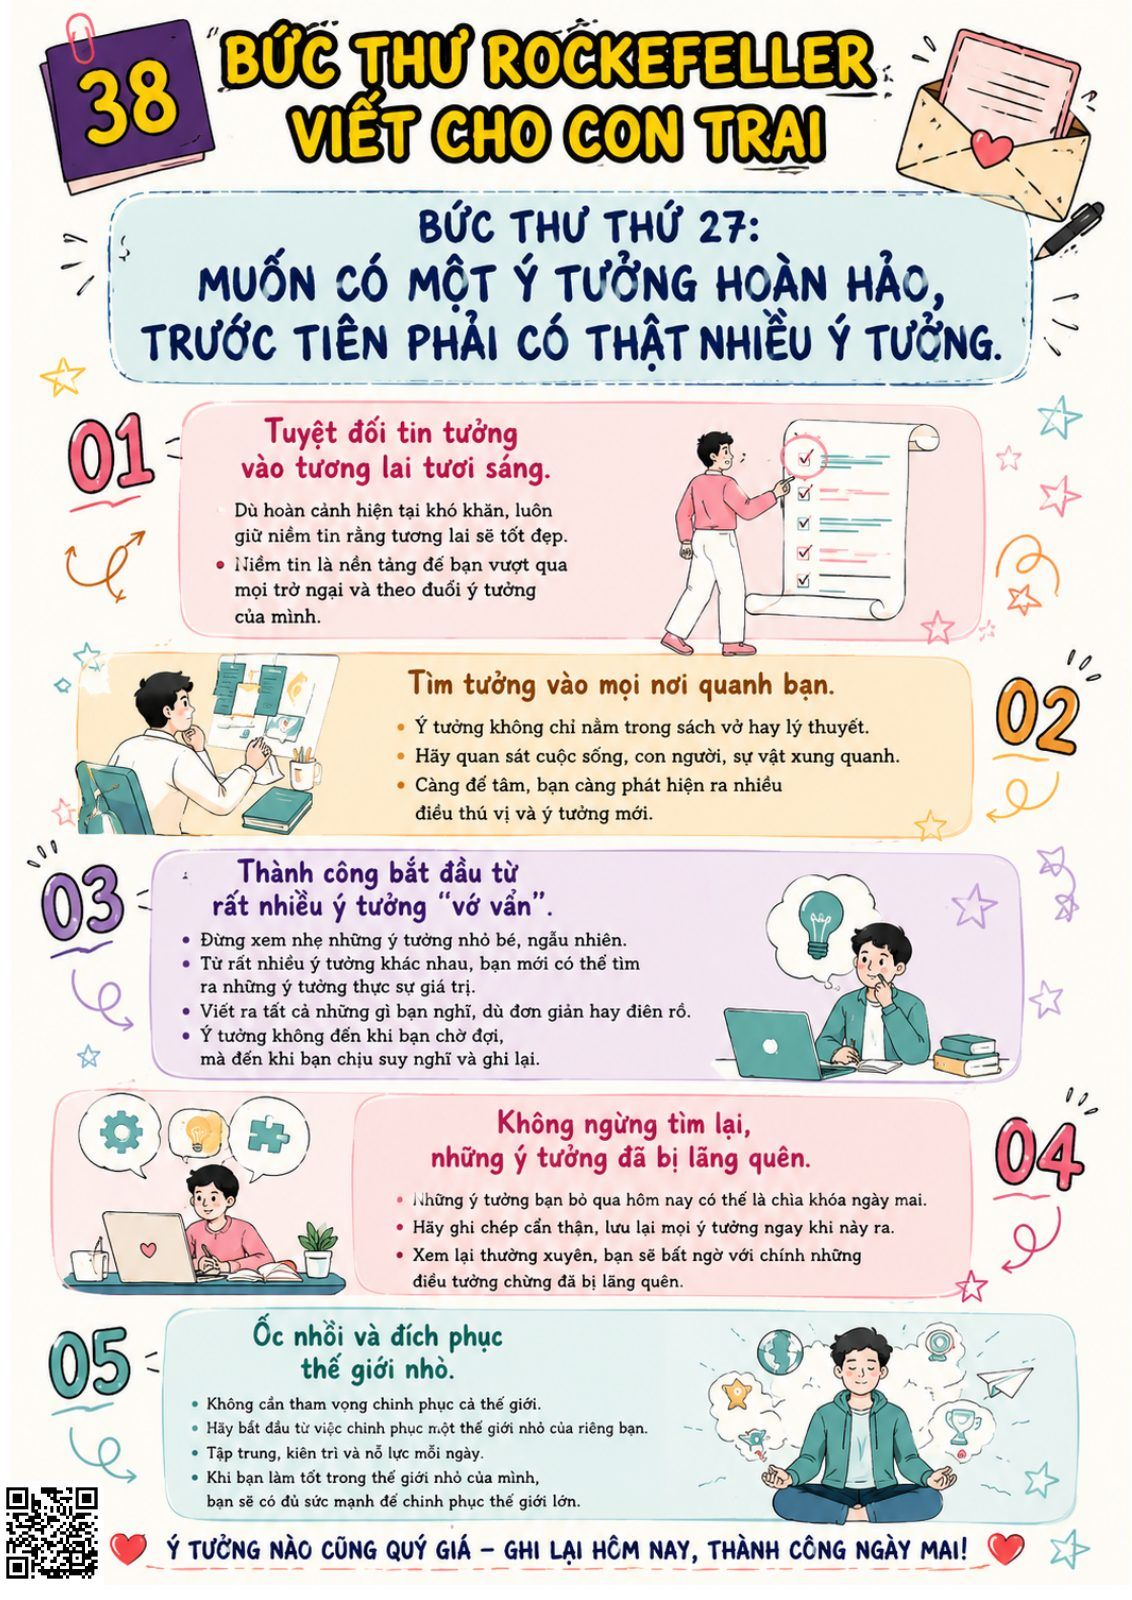 38
BỨC THƯ ROCKEFELLER
VIẾT CHO CON TRAI
BỨC THƯ THỨ 27:
MUỐN CÓ MỘT Ý TƯỞNG HOÀN HẢO,
TRƯỚC TIÊN PHẢI CÓ THẬT NHIỀU Ý TƯỞNG.
01
Tuyệt đối tin tưởng
vào tương lai tươi sáng.
Dù hoàn cảnh hiện tại khó khăn, luôn
giữ niềm tin rằng tương lai sẽ tốt đẹp.
• Niềm tin là nền tảng để bạn vượt qua
mọi trở ngại và theo đuổi ý tưởng
của mình.
02
Tìm tưởng vào mọi nơi quanh bạn.
• Ý tưởng không chỉ nằm trong sách vở hay lý thuyết.
• Hãy quan sát cuộc sống, con người, sự vật xung quanh.
• Càng để tâm, bạn càng phát hiện ra nhiều
điều thú vị và ý tưởng mới.
03
Thành công bắt đầu từ
rất nhiều ý tưởng “vớ vẩn”.
• Đừng xem nhẹ những ý tưởng nhỏ bé, ngẫu nhiên.
• Từ rất nhiều ý tưởng khác nhau, bạn mới có thể tìm
ra những ý tưởng thực sự giá trị.
• Viết ra tất cả những gì bạn nghĩ, dù đơn giản hay điên rồ.
• Ý tưởng không đến khi bạn chờ đợi,
mà đến khi bạn chịu suy nghĩ và ghi lại.
04
Không ngừng tìm lại,
những ý tưởng đã bị lãng quên.
• Những ý tưởng bạn bỏ qua hôm nay có thể là chìa khóa ngày mai.
• Hãy ghi chép cẩn thận, lưu lại mọi ý tưởng ngay khi này ra.
• Xem lại thường xuyên, bạn sẽ bất ngờ với chính những
điều tưởng chừng đã bị lãng quên.
05
Ốc nhồi và đích phục
thế giới nhỏ.
• Không cần tham vọng chinh phục cả thế giới.
• Hãy bắt đầu từ việc chinh phục một thế giới nhỏ của riêng bạn.
• Tập trung, kiên trì và nỗ lực mỗi ngày.
• Khi bạn làm tốt trong thế giới nhỏ của mình,
bạn sẽ có đủ sức mạnh để chinh phục thế giới lớn.
Ý TƯỞNG NÀO CŨNG QUÝ GIÁ – GHI LẠI HÔM NAY, THÀNH CÔNG NGÀY MAI!